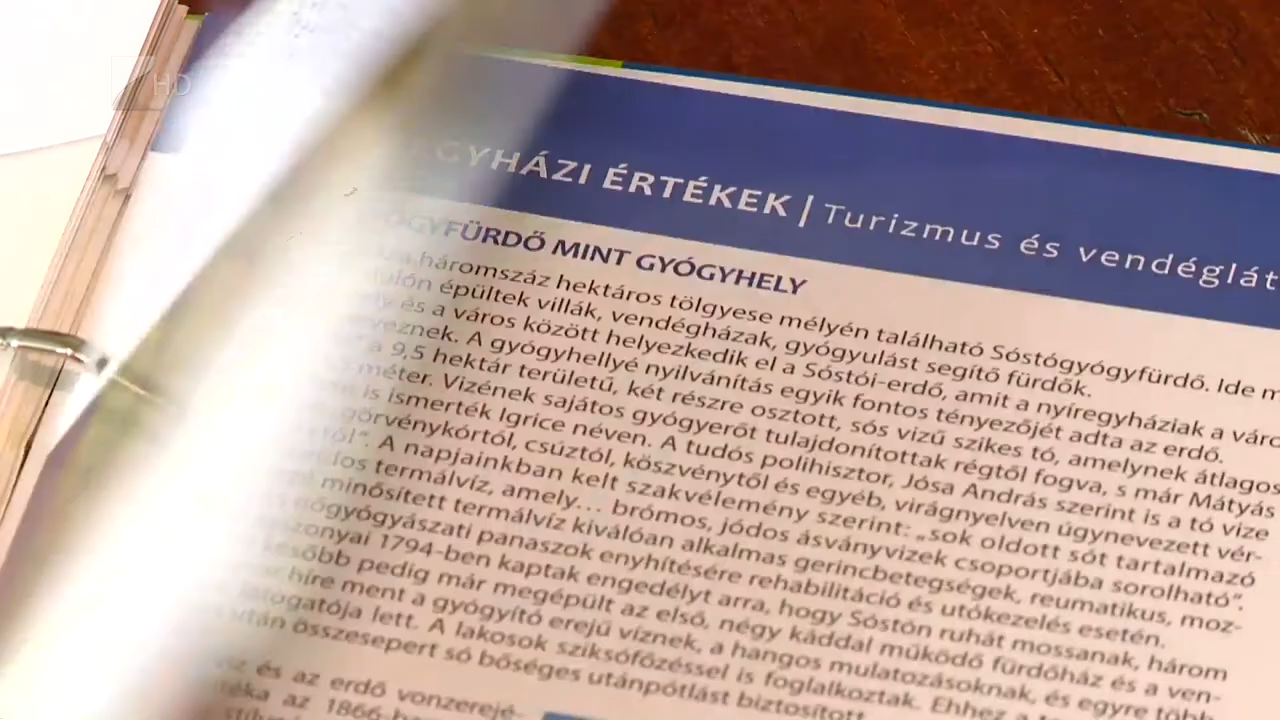 HD
GYHÁZI ÉRTÉKEK | Turizmus és vendéglát
GYFÜRDŐ MINT GYÓGYHELY
háromszáz hektáros tölgyese mélyén található Sóstógyógyfürdő. Ide m
épültek villák, vendégházak, gyógyulást segítő fürdők.
és a város között helyezkedik el a Sóstói-erdő, amit a nyíregyháziak a váro
veznek. A gyógyhellyé nyilvánítás egyik fontos tényezőjét adta az erdő.
a 9,5 hektár területű, két részre osztott, sós vizű szikes tó, amelynek átlagos
méter. Vizének sajátos gyógyerőt tulajdonítottak régtől fogva, s már Mátyás
is ismerték Igrice néven. A tudós polihisztor, Jósa András szerint is a tó vize
görvénykórtól, csúztól, köszvénytől és egyéb, virágnyelven úgynevezett vér-
A napjainkban kelt szakvélemény szerint: „sok oldott sót tartalmazó
termálvíz, amely… brómos, jódos ásványvizek csoportjába sorolható”.
minősített termálvíz kiválóan alkalmas gerincbetegségek, reumatikus, moz-
nőgyógyászati panaszok enyhítésére rehabilitáció és utókezelés esetén.
1794-ben kaptak engedélyt arra, hogy Sóstón ruhát mossanak, három
később pedig már megépült az első, négy káddal működő fürdőház és a ven-
híre ment a gyógyító erejű víznek, a hangos mulatozásoknak, és egyre több
látogatója lett. A lakosok sziksófőzéssel is foglalkoztak. Ehhez a
összesepert só bőséges utánpótlást biztosított
és az erdő vonzerejé-
az 1866-ban